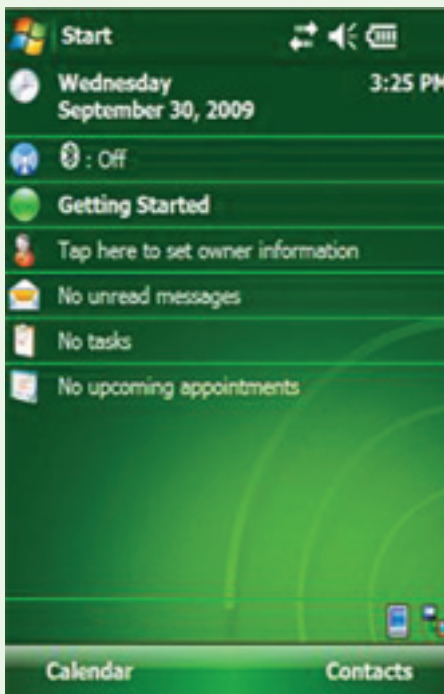 Start
Wednesday 3:25 PM
September 30, 2009
: Off
Getting Started
Tap here to set owner information
No unread messages
No tasks
No upcoming appointments
Calendar Contacts